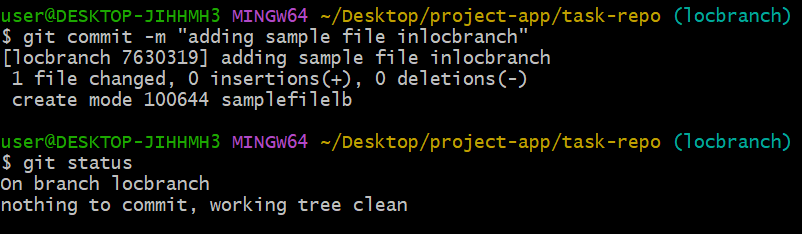 user@DESKTOP-JIHHMH3 MINGW64 ~/Desktop/project-app/task-repo (locbranch)
$ git commit -m "adding sample file inlocbranch"
[locbranch 7630319] adding sample file inlocbranch
 1 file changed, 0 insertions(+), 0 deletions(-)
 create mode 100644 samplefilelb
user@DESKTOP-JIHHMH3 MINGW64 ~/Desktop/project-app/task-repo (locbranch)
$ git status
On branch locbranch
nothing to commit, working tree clean